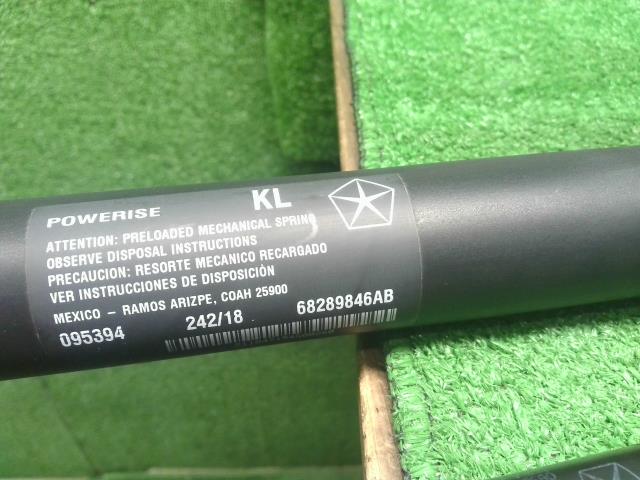 POWERISE KL
ATTENTION: PRELOADED MECHANICAL SPRING
OBSERVE DISPOSAL INSTRUCTIONS
PRECAUCION: RESORTE MECANICO RECARGADO
VER INSTRUCCIONES DE DISPOSICIÒN
MEXICO - RAMOS ARIZPE, COAH 25900
095394 242/18 68289846AB